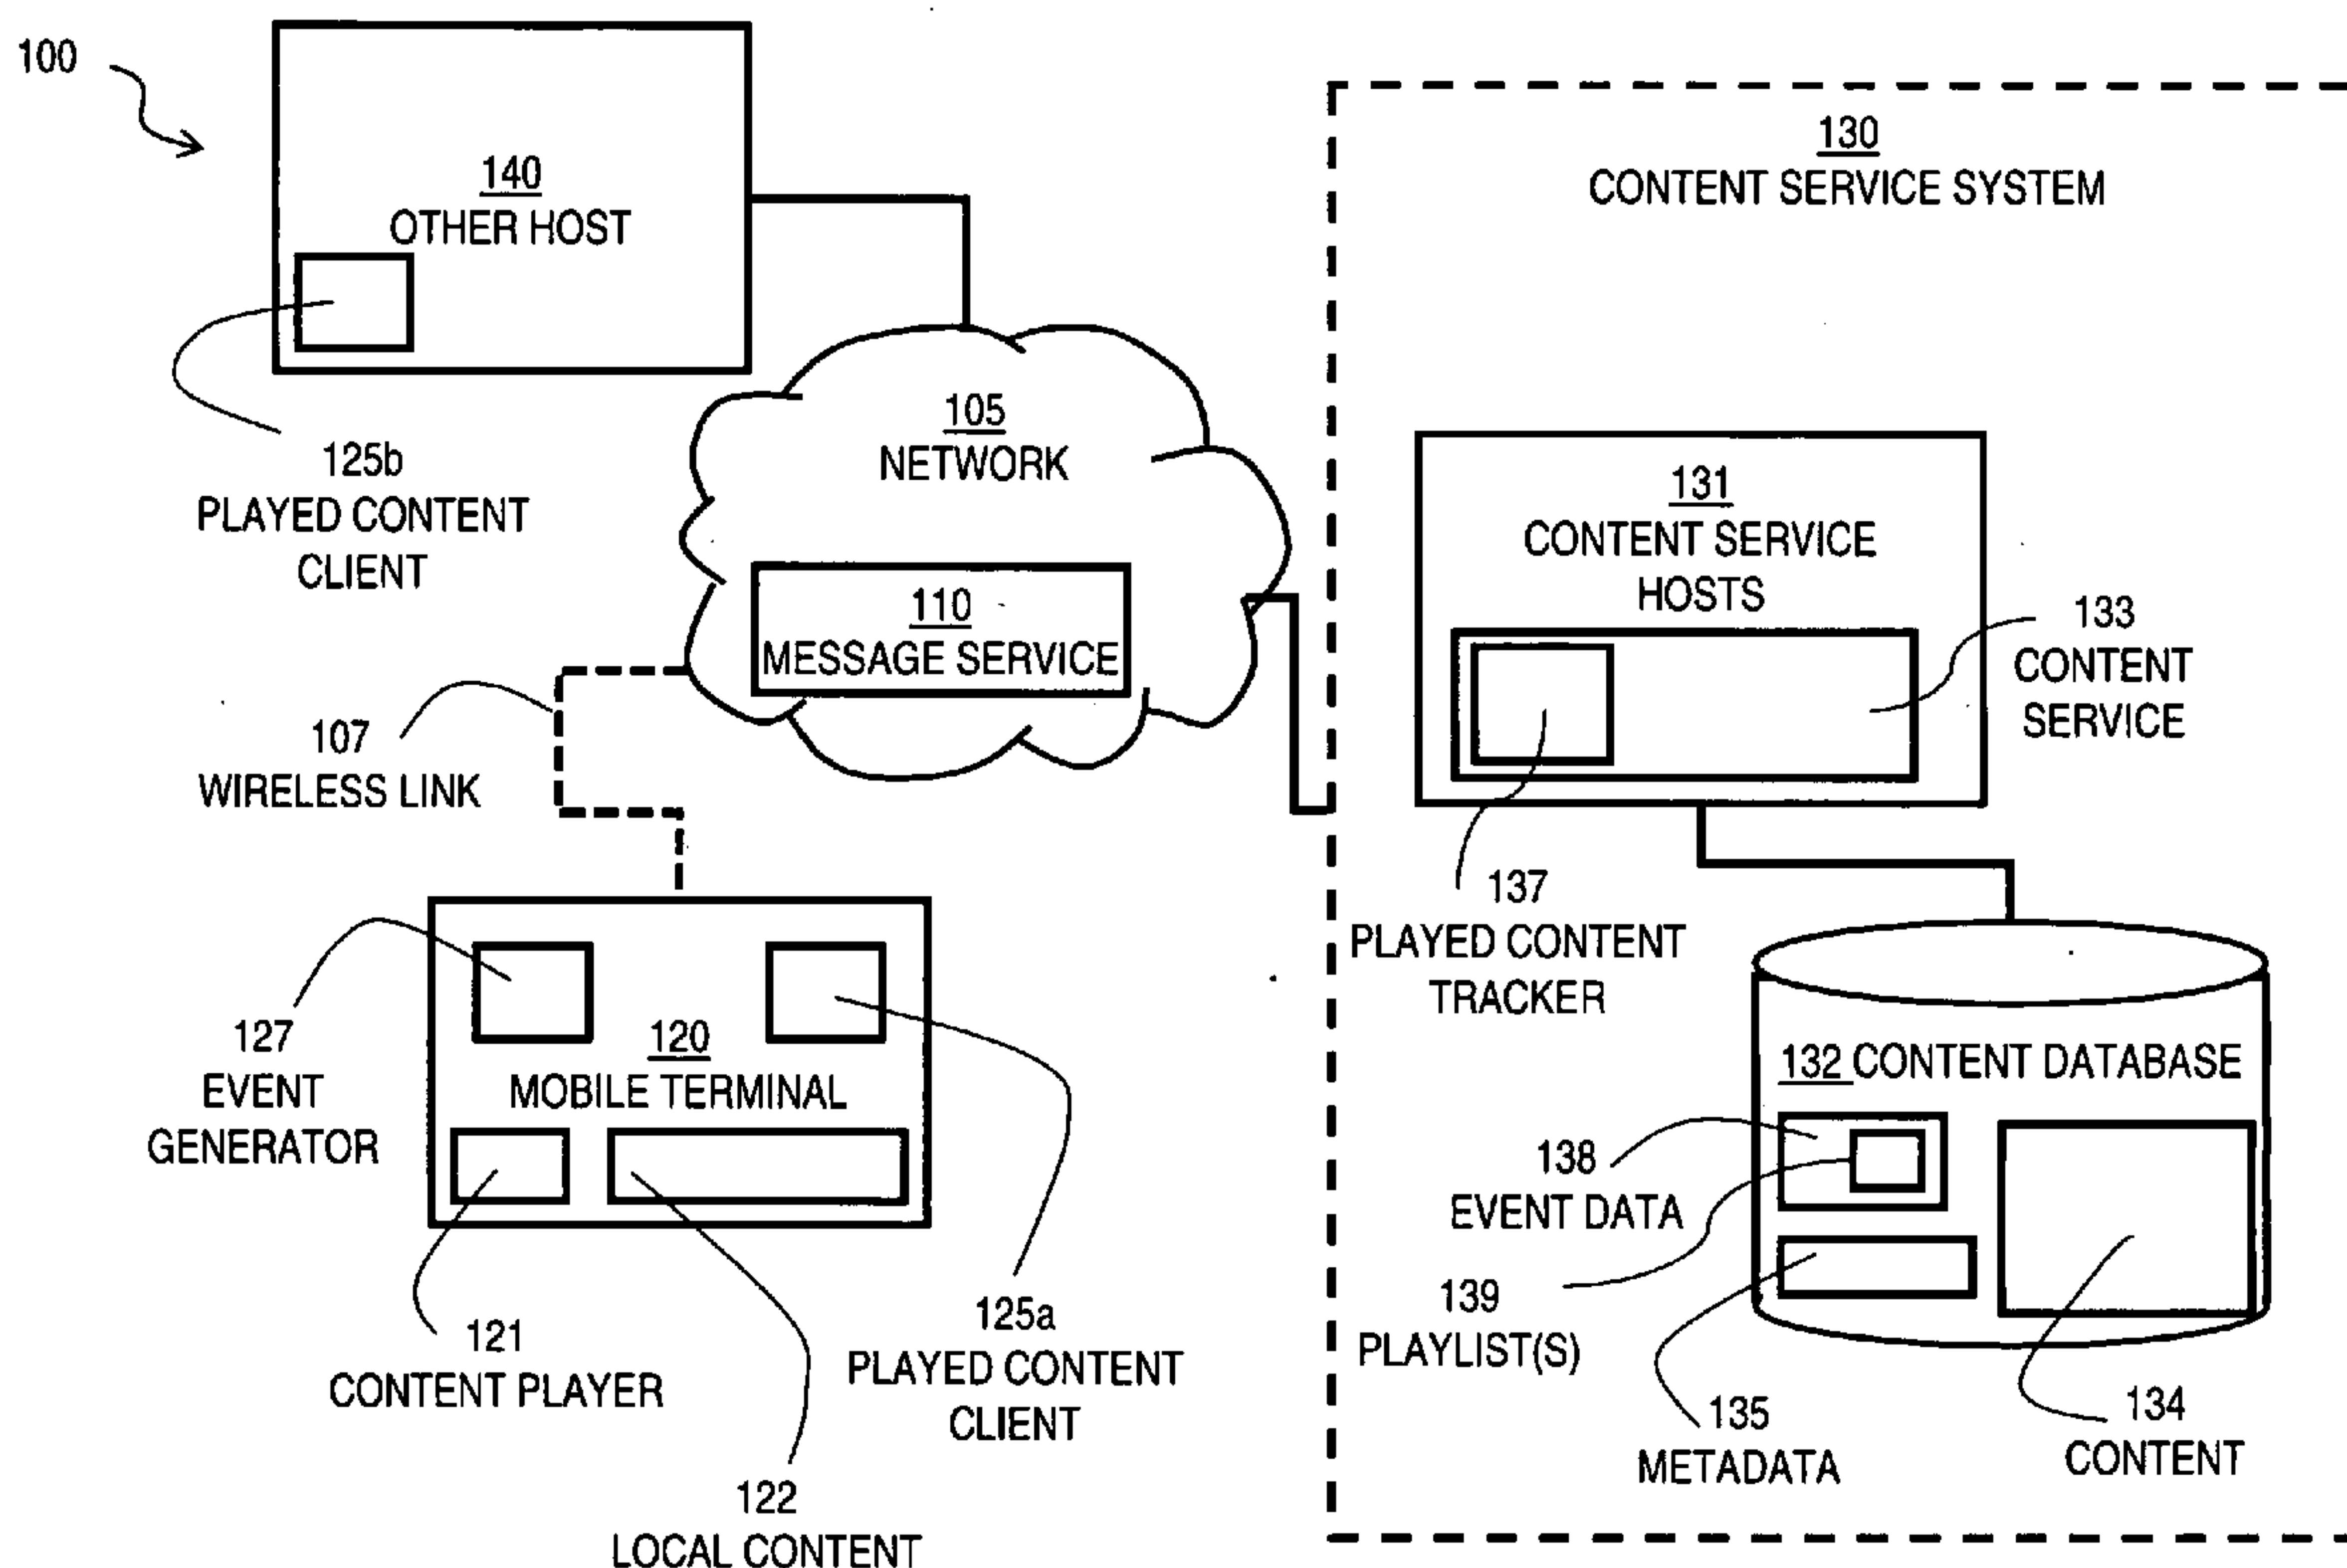 100
140
OTHER HOST
125b
PLAYED CONTENT
CLIENT
105
NETWORK
110
MESSAGE SERVICE
107
WIRELESS LINK
120
MOBILE TERMINAL
127
EVENT
GENERATOR
121
CONTENT PLAYER
122
LOCAL CONTENT
125a
PLAYED CONTENT
CLIENT
130
CONTENT SERVICE SYSTEM
131
CONTENT SERVICE
HOSTS
133
CONTENT
SERVICE
137
PLAYED CONTENT
TRACKER
132 CONTENT DATABASE
138
EVENT DATA
139
PLAYLIST(S)
135
METADATA
134
CONTENT